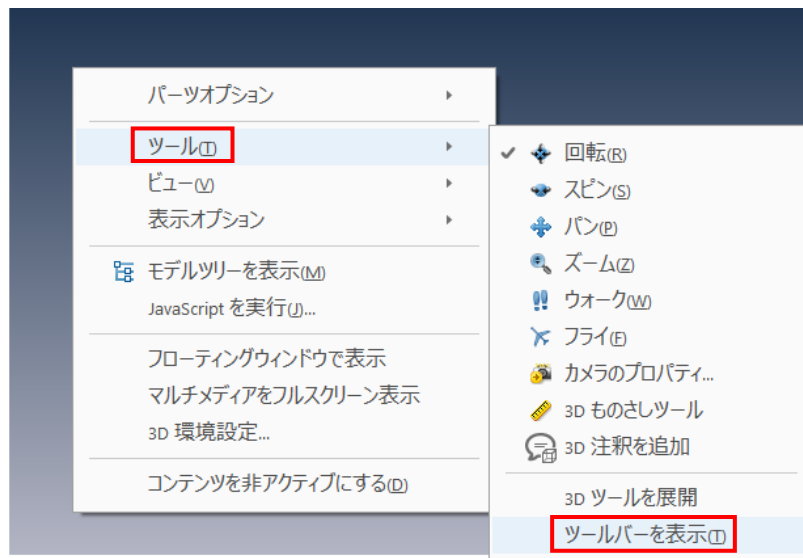 パーツオプション
ツール(T)
ビュー(V)
表示オプション
モデルツリーを表示(M)
JavaScript を実行(J)...
フローティングウィンドウで表示
マルチメディアをフルスクリーン表示
3D 環境設定...
コンテンツを非アクティブにする(D)
回転(R)
スピン(S)
パン(P)
ズーム(Z)
ウォーク(W)
フライ(F)
カメラのプロパティ...
3D ものさしツール
3D 注釈を追加
3D ツールを展開
ツールバーを表示(T)